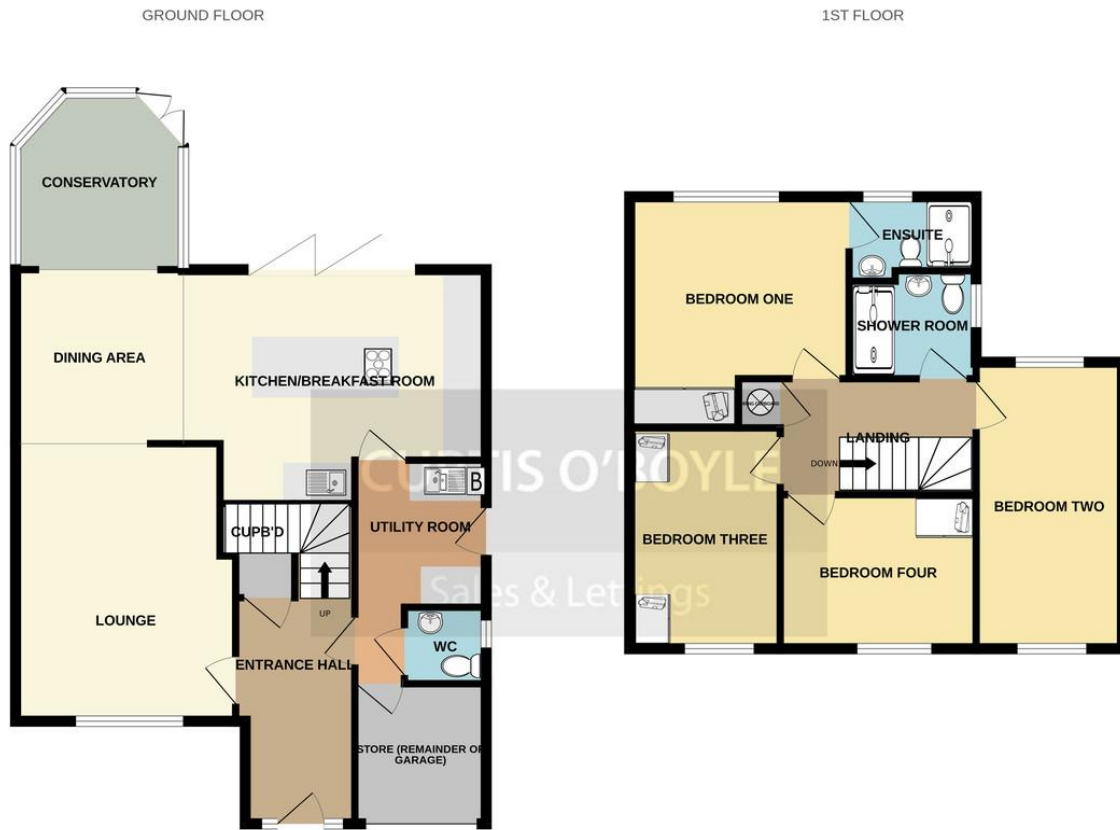 GROUND FLOOR
1ST FLOOR
CONSERVATORY
DINING AREA
KITCHEN/BREAKFAST ROOM
CUPB'D
UTILITY ROOM
B
LOUNGE
UP
WC
ENTRANCE HALL
STORE (REMAINDER OF
GARAGE)
ENSUITE
BEDROOM ONE
SHOWER ROOM
LANDING
DOWN
BEDROOM TWO
BEDROOM THREE
BEDROOM FOUR
CURTIS O'BOYLE
Sales & Lettings